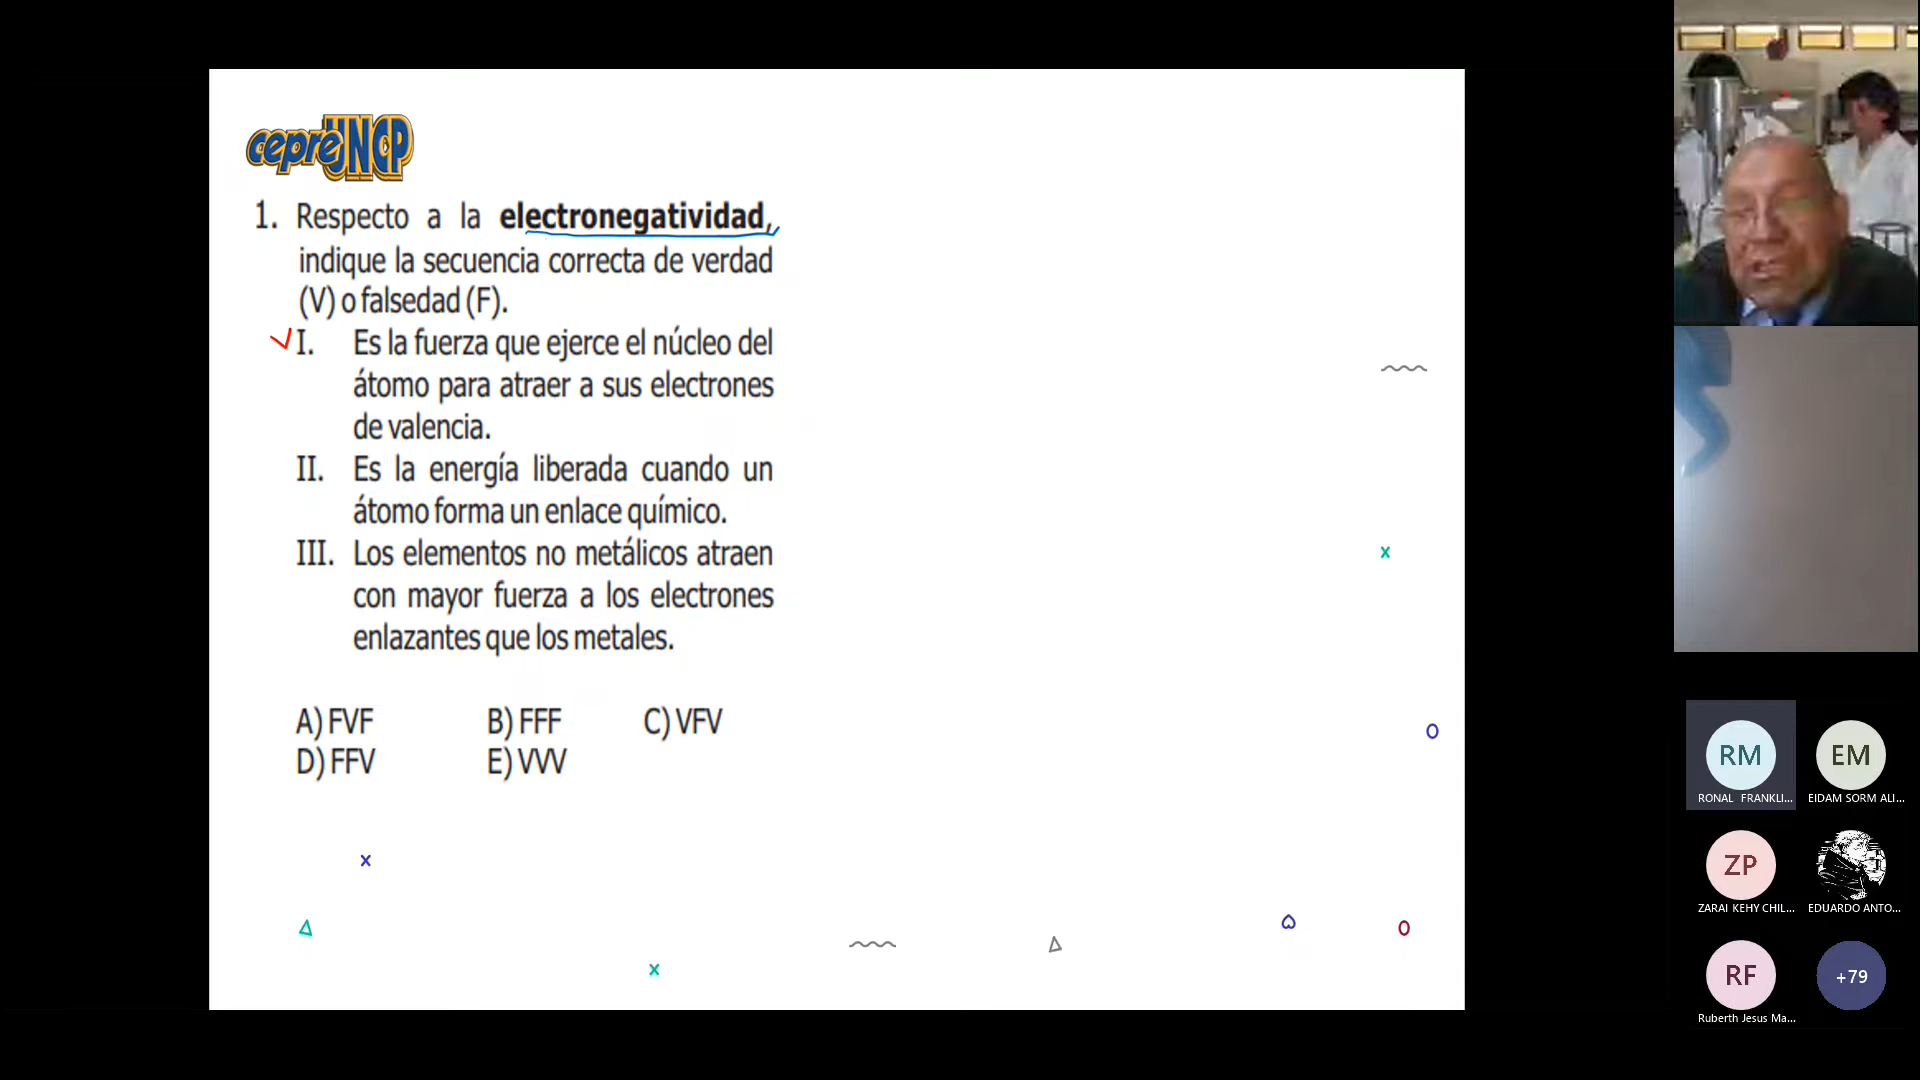 cepreUNCP
1. Respecto a la electronegatividad,
indique la secuencia correcta de verdad
(V) o falsedad (F).
I. Es la fuerza que ejerce el núcleo del
átomo para atraer a sus electrones
de valencia.
II. Es la energía liberada cuando un
átomo forma un enlace químico.
III. Los elementos no metálicos atraen
con mayor fuerza a los electrones
enlazantes que los metales.
A) FVF B) FFF C) VFV
D) FFV E) VVV
RM EM
RONAL FRANKLI... EIDAM SORM ALI...
ZP
ZARAI KEHY CHIL... EDUARDO ANTO...
RF +79
Ruberth Jesus Ma...